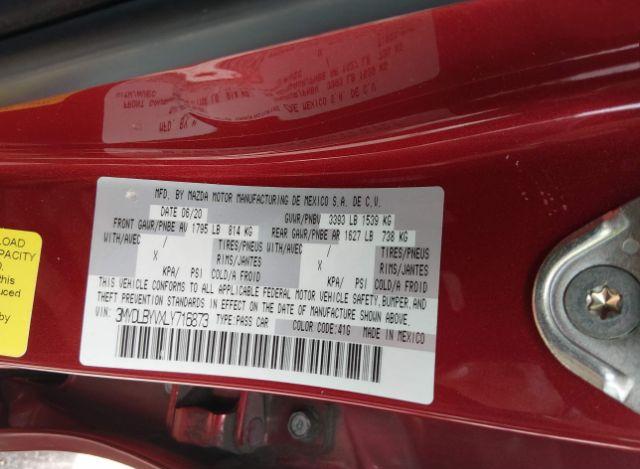 MFD. BY MAZDA MOTOR MANUFACTURING DE MEXICO S.A. DE C.V.
DATE 06/20 GVWR/PNBV 3393 LB 1539 KG
FRONT GAWR/PNBE AV 1795 LB 814 KG REAR GAWR/PNBE AR 1627 LB 738 KG
WITH/AVEC / TIRES/PNEUS WITH/AVEC / TIRES/PNEUS
X RIMS/JANTES X RIMS/JANTES
KPA/ PSI COLD/A FROID KPA/ PSI COLD/A FROID
THIS VEHICLE CONFORMS TO ALL APPLICABLE FEDERAL MOTOR VEHICLE SAFETY, BUMPER, AND
THEFT PREVENTION STANDARDS IN EFFECT ON THE DATE OF MANUFACTURE SHOWN ABOVE.
VIN: 3MYDLBYVXLY716873 TYPE: PASS CAR COLOR CODE: 41G MADE IN MEXICO
LOAD
CAPACITY
D.
this
duced
by